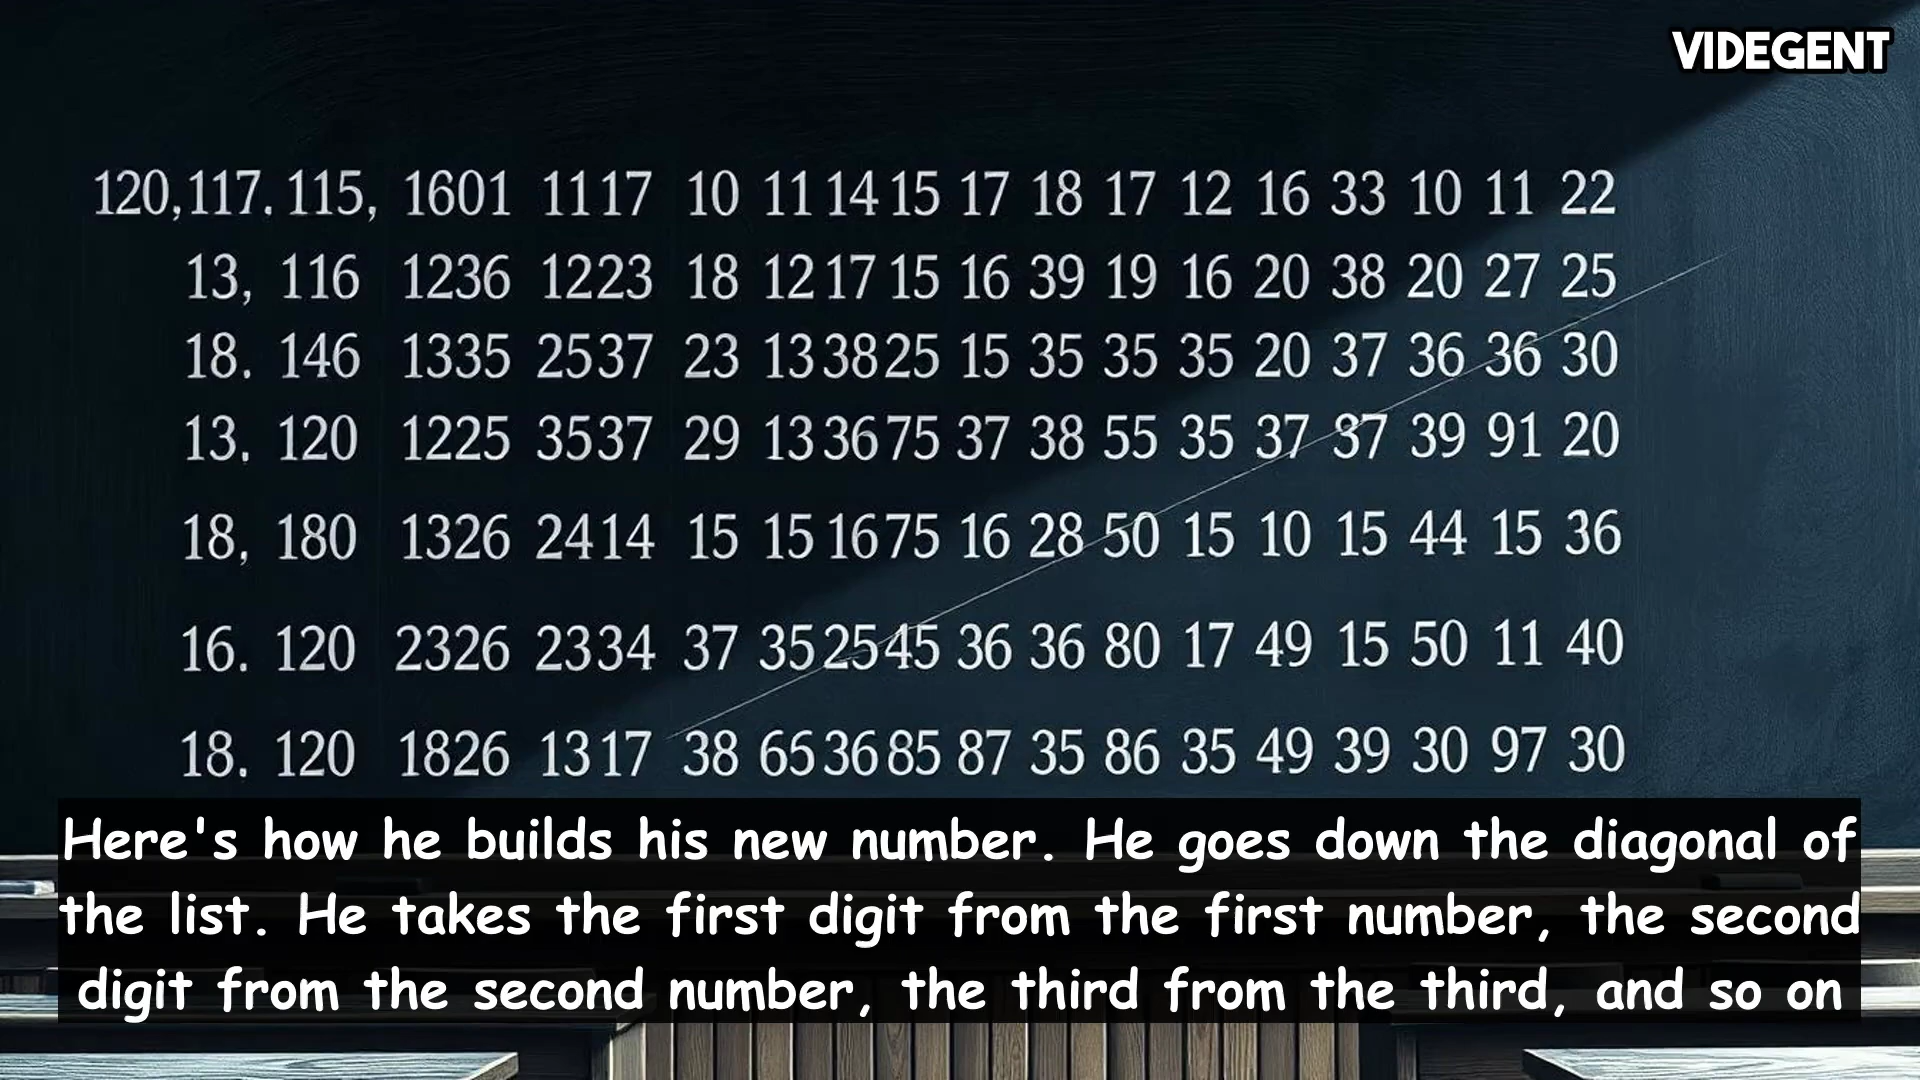 VIDEGENT
120,117. 115, 1601 1117 10 11 14 15 17 18 17 12 16 33 10 11 22
13, 116 1236 1223 18 12 17 15 16 39 19 16 20 38 20 27 25
18. 146 1335 2537 23 13 38 25 15 35 35 35 20 37 36 36 30
13. 120 1225 3537 29 13 36 75 37 38 55 35 37 37 39 91 20
18, 180 1326 2414 15 15 16 75 16 28 50 15 10 15 44 15 36
16. 120 2326 2334 37 35 25 45 36 36 80 17 49 15 50 11 40
18. 120 1826 1317 38 65 36 85 87 35 86 35 49 39 30 97 30
Here's how he builds his new number. He goes down the diagonal of
the list. He takes the first digit from the first number, the second
digit from the second number, the third from the third, and so on